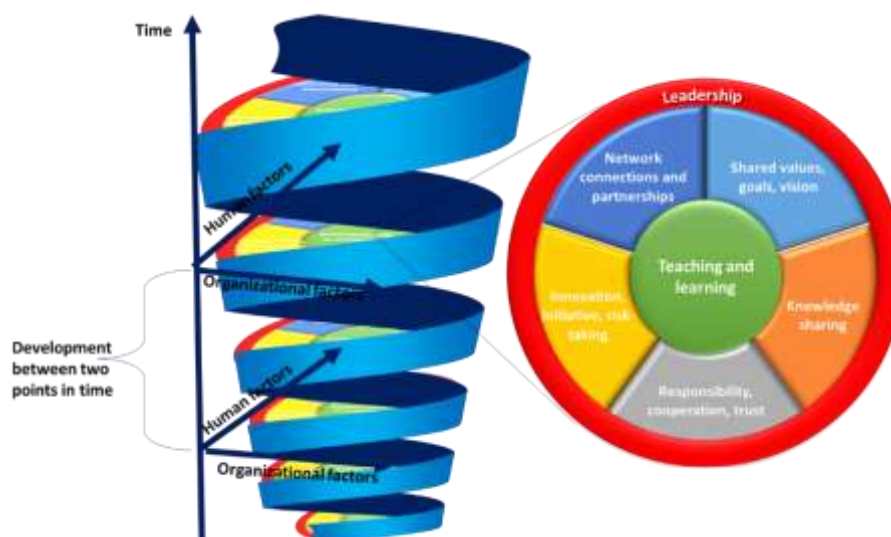 Time
Human factors
Organizational factors
Development
between two
points in time
Human factors
Organizational factors
Leadership
Network
connections and
partnerships
Shared values,
goals, vision
Teaching and
learning
Innovation,
initiative, risk-
taking
Knowledge
sharing
Responsibility,
cooperation, trust